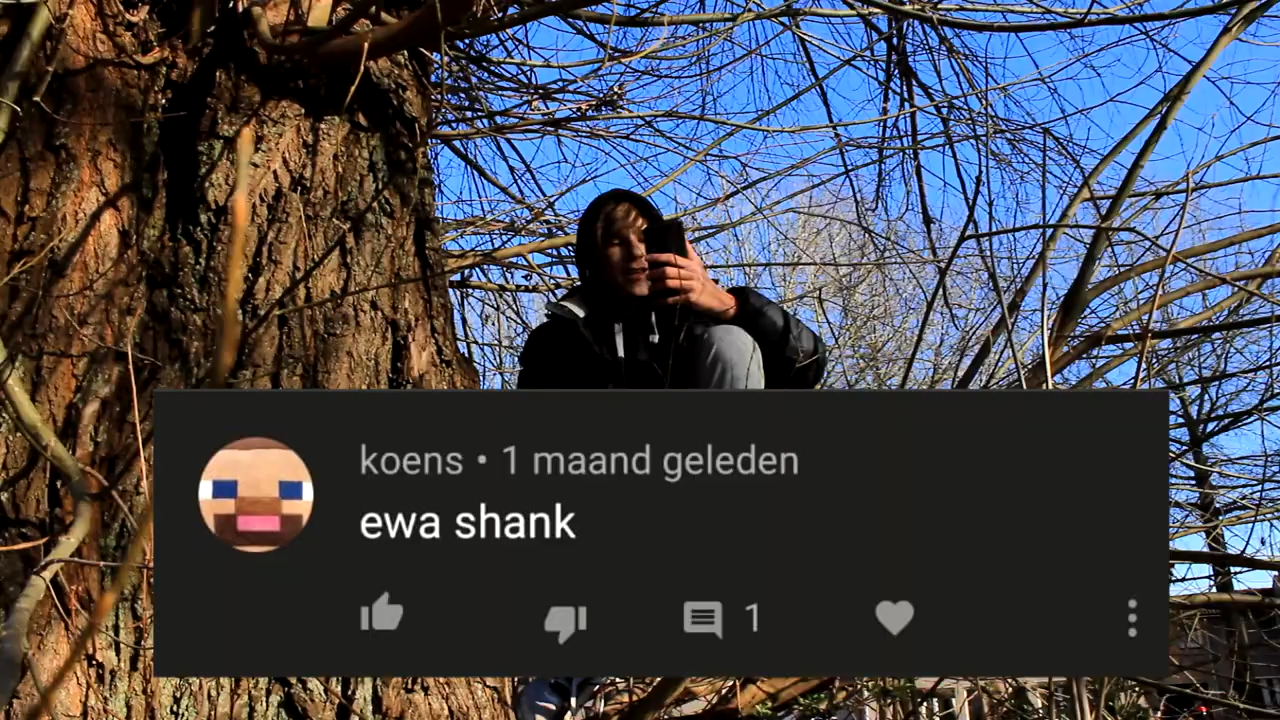 koens • 1 maand geleden
ewa shank
1